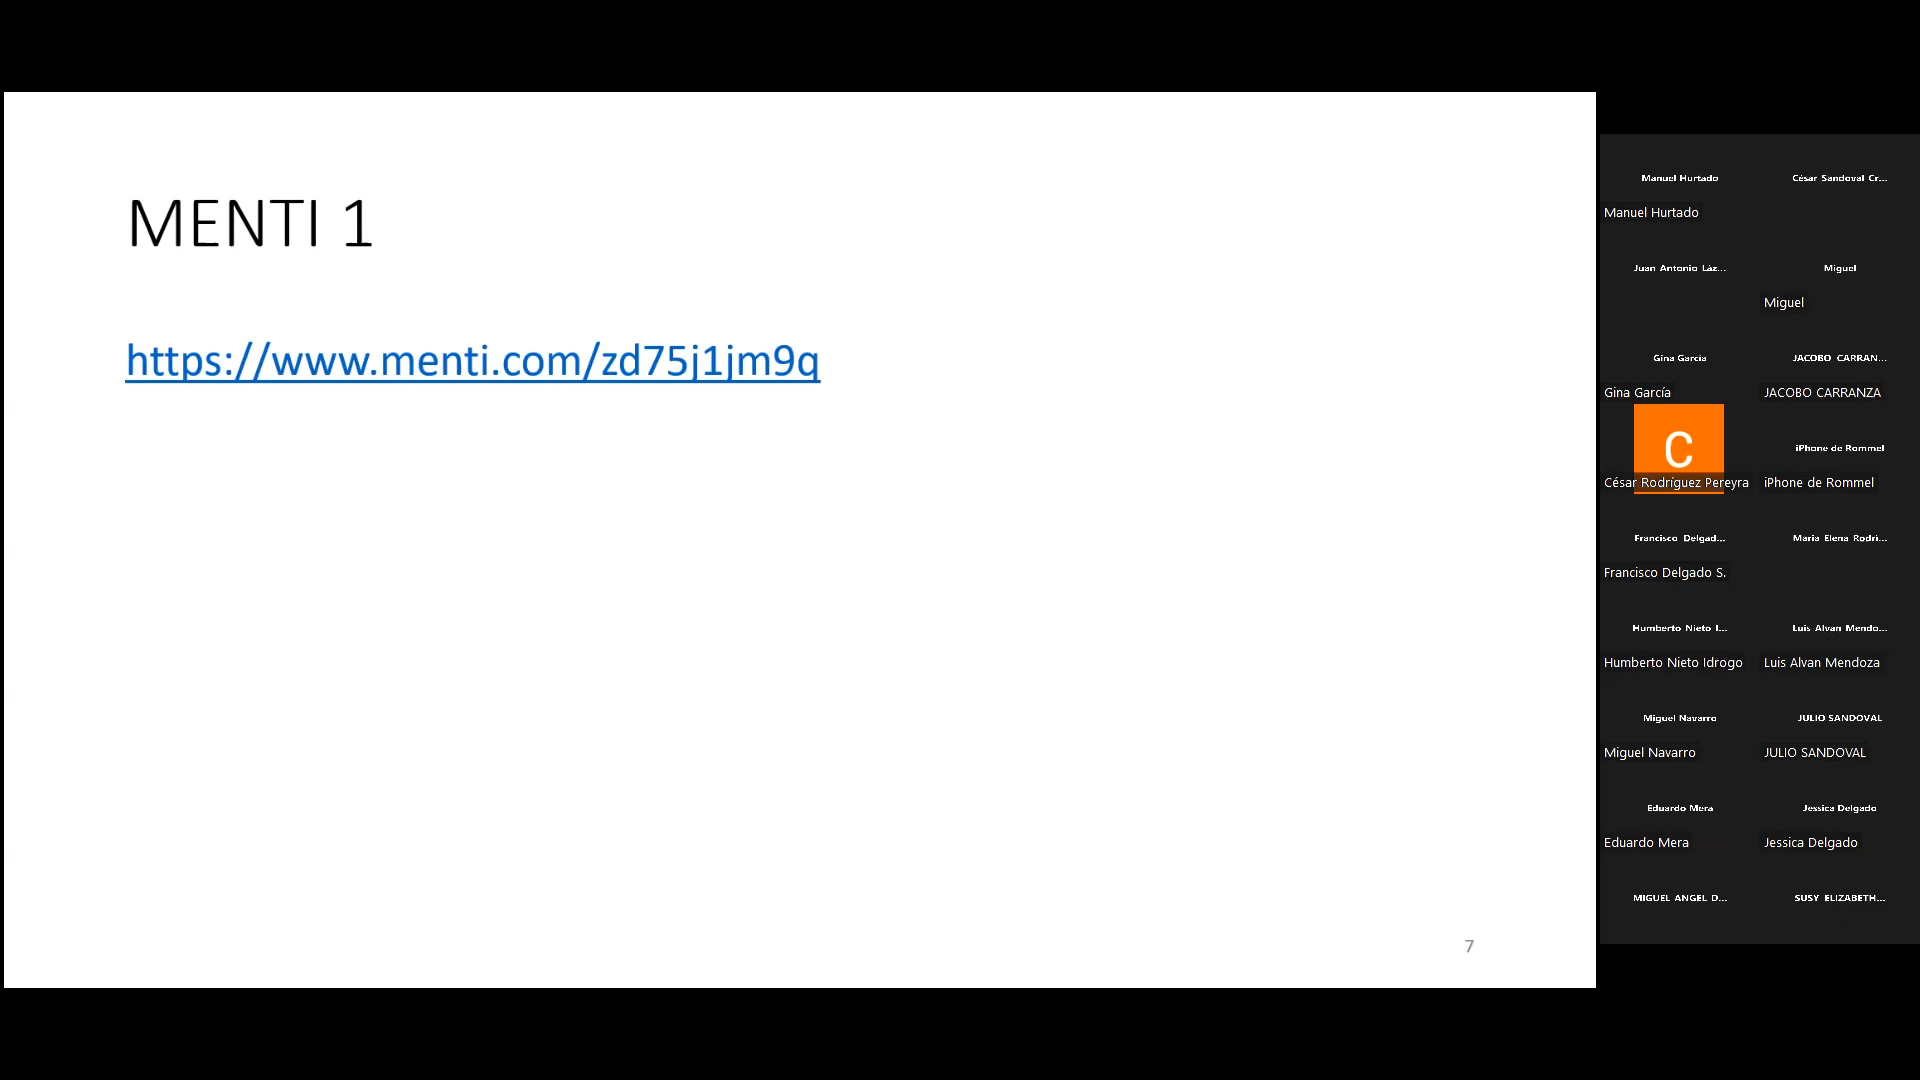 MENTI 1
https://www.menti.com/zd75j1jm9q
7
Manuel Hurtado
César Sandoval Cr...
Manuel Hurtado
Juan Antonio Láz...
Miguel
Miguel
Gina García
JACOBO CARRAN...
Gina García
JACOBO CARRANZA
C
iPhone de Rommel
César Rodríguez Pereyra
iPhone de Rommel
Francisco Delgad...
Maria Elena Rodri...
Francisco Delgado S.
Humberto Nieto I...
Luis Alvan Mendo...
Humberto Nieto Idrogo
Luis Alvan Mendoza
Miguel Navarro
JULIO SANDOVAL
Miguel Navarro
JULIO SANDOVAL
Eduardo Mera
Jessica Delgado
Eduardo Mera
Jessica Delgado
MIGUEL ANGEL D...
SUSY ELIZABETH...